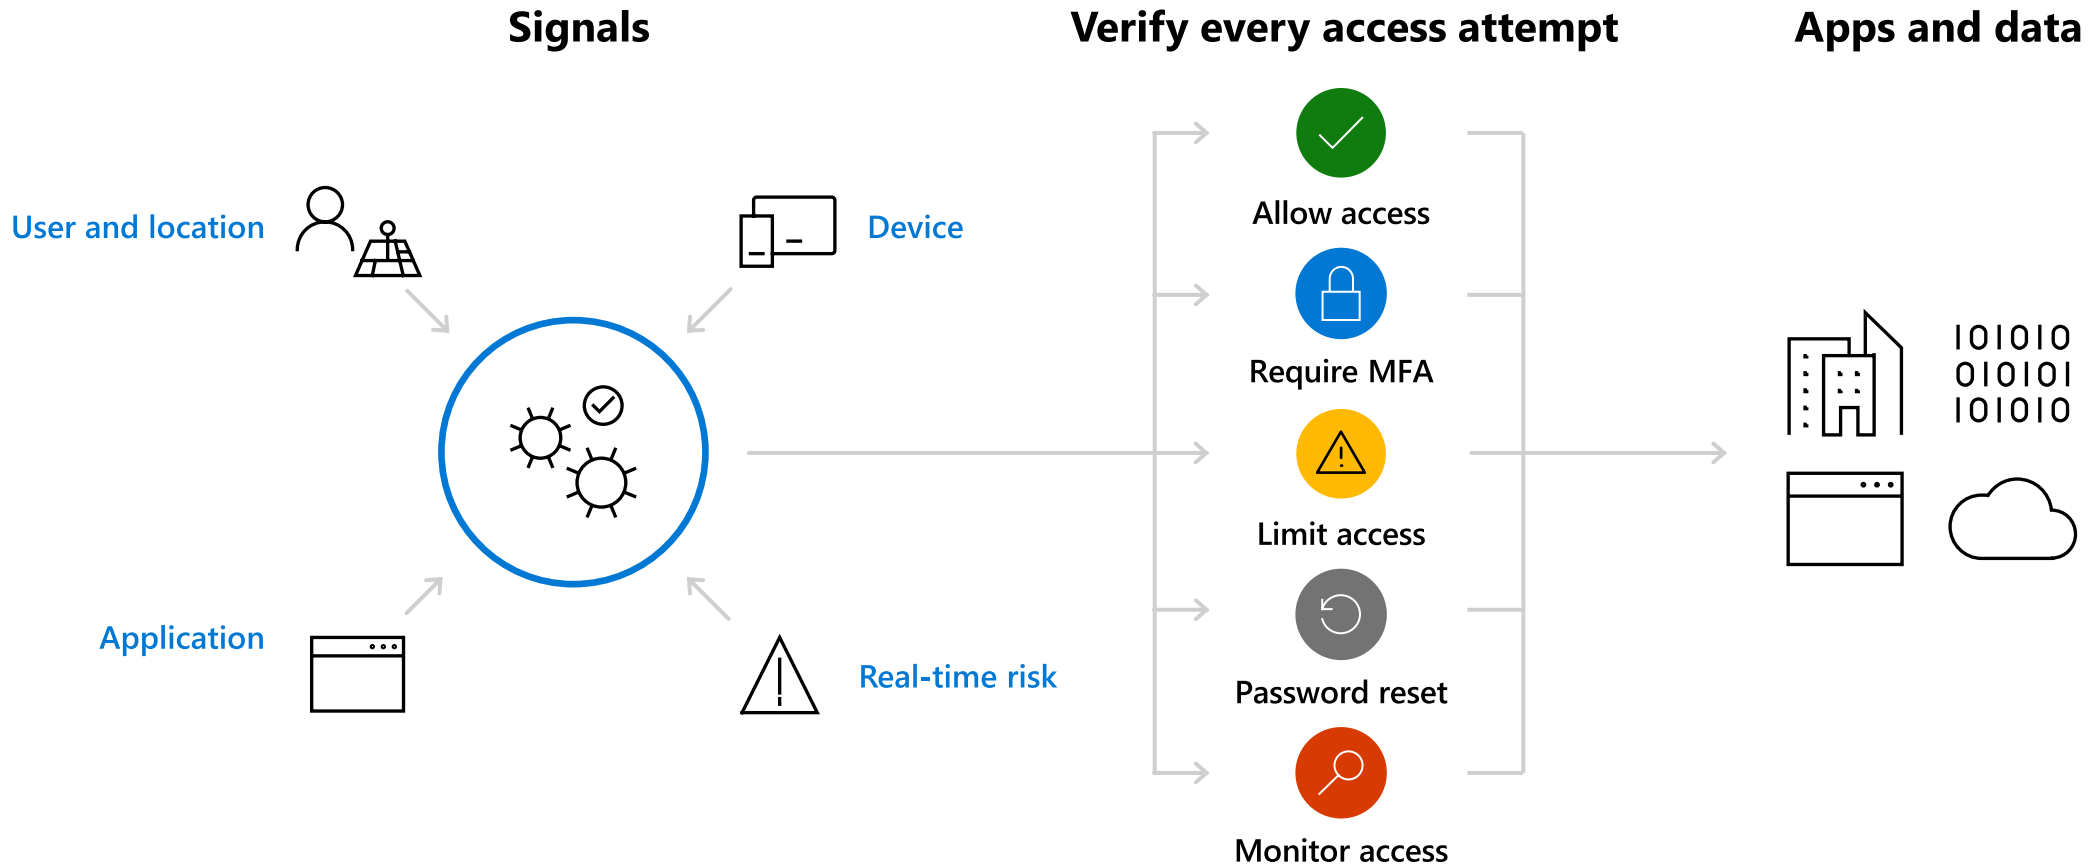 Signals
Verify every access attempt
Apps and data
User and location
Device
Application
Real-time risk
Allow access
Require MFA
Limit access
Password reset
Monitor access
101010
010101
101010